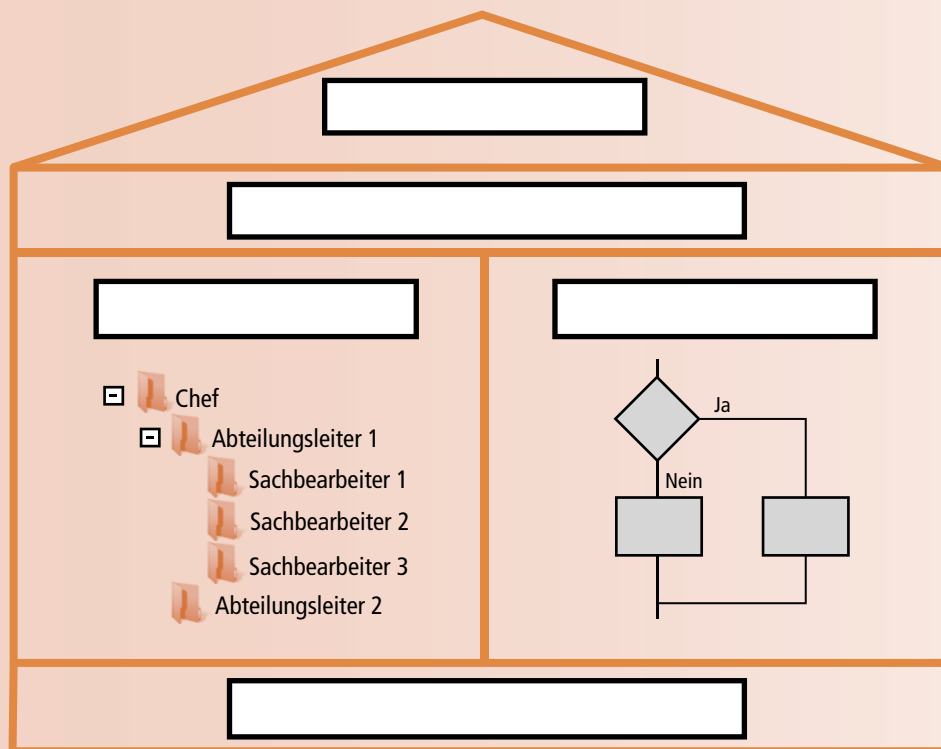 Chef
Abteilungsleiter 1
Sachbearbeiter 1
Sachbearbeiter 2
Sachbearbeiter 3
Abteilungsleiter 2
Ja
Nein